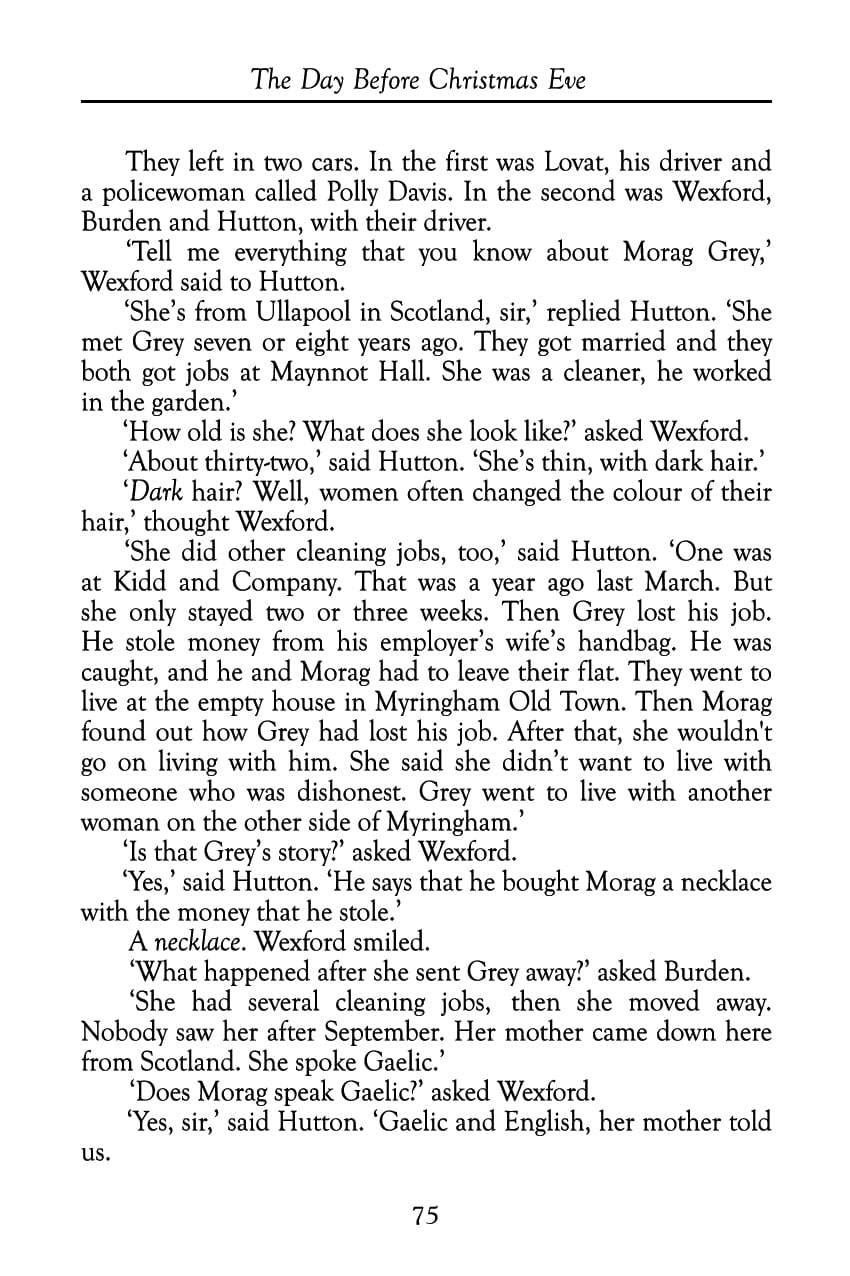 The Day Before Christmas Eve
They left in two cars. In the first was Lovat, his driver and
a policewoman called Polly Davis. In the second was Wexford,
Burden and Hutton, with their driver.
‘Tell me everything that you know about Morag Grey,’
Wexford said to Hutton.
‘She’s from Ullapool in Scotland, sir,’ replied Hutton. ‘She
met Grey seven or eight years ago. They got married and they
both got jobs at Maynnot Hall. She was a cleaner, he worked
in the garden.’
‘How old is she? What does she look like?’ asked Wexford.
‘About thirty-two,’ said Hutton. ‘She’s thin, with dark hair.’
‘Dark hair? Well, women often changed the colour of their
hair,’ thought Wexford.
‘She did other cleaning jobs, too,’ said Hutton. ‘One was
at Kidd and Company. That was a year ago last March. But
she only stayed two or three weeks. Then Grey lost his job.
He stole money from his employer’s wife’s handbag. He was
caught, and he and Morag had to leave their flat. They went to
live at the empty house in Myringham Old Town. Then Morag
found out how Grey had lost his job. After that, she wouldn't
go on living with him. She said she didn’t want to live with
someone who was dishonest. Grey went to live with another
woman on the other side of Myringham.’
‘Is that Grey’s story?’ asked Wexford.
‘Yes,’ said Hutton. ‘He says that he bought Morag a necklace
with the money that he stole.’
A necklace. Wexford smiled.
‘What happened after she sent Grey away?’ asked Burden.
‘She had several cleaning jobs, then she moved away.
Nobody saw her after September. Her mother came down here
from Scotland. She spoke Gaelic.’
‘Does Morag speak Gaelic?’ asked Wexford.
‘Yes, sir,’ said Hutton. ‘Gaelic and English, her mother told
us.
75